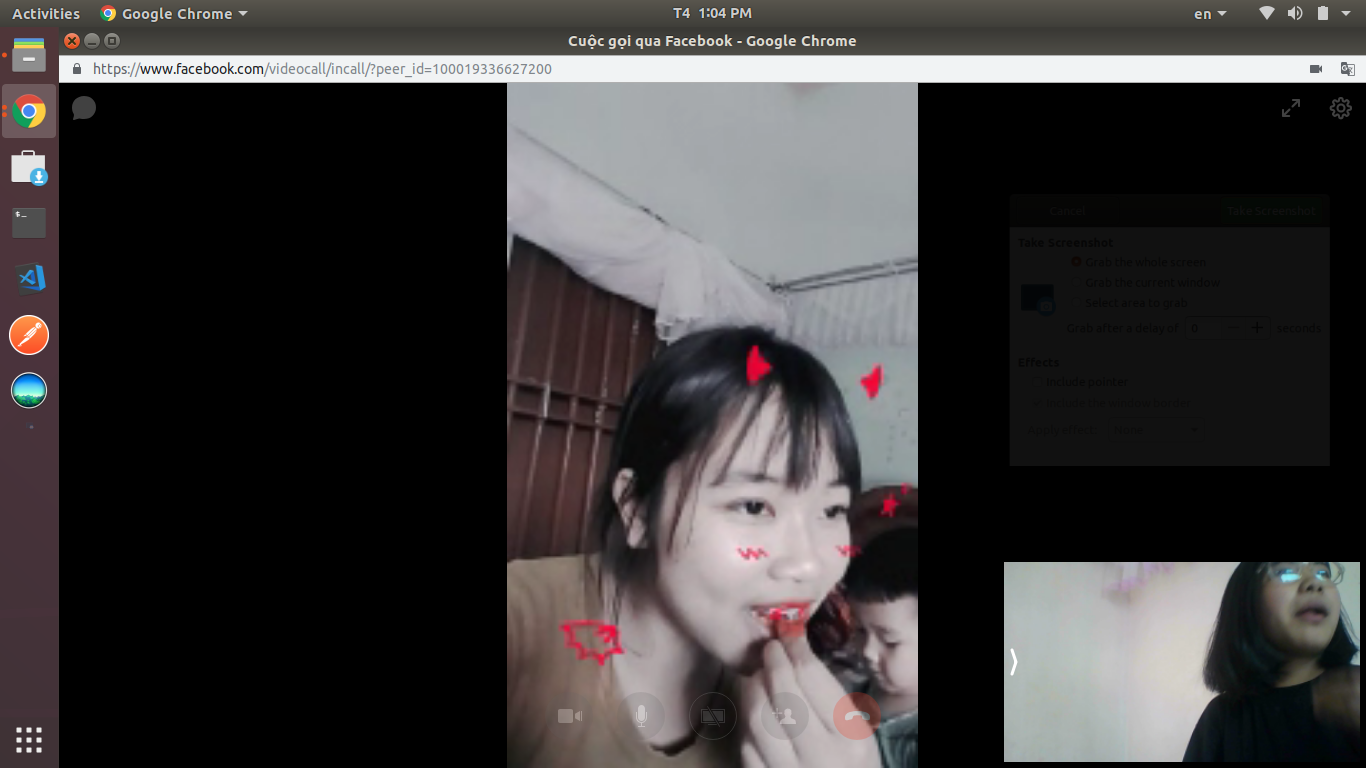 Activities
Google Chrome
T4 1:04 PM
en
Cuộc gọi qua Facebook - Google Chrome
https://www.facebook.com/videocall/incall/?peer_id=100019336627200
$_
Cancel
Take Screenshot
Take Screenshot
Grab the whole screen
Grab the current window
Select area to grab
Grab after a delay of 0 seconds
Effects
Include pointer
Include the window border
Apply effect: None